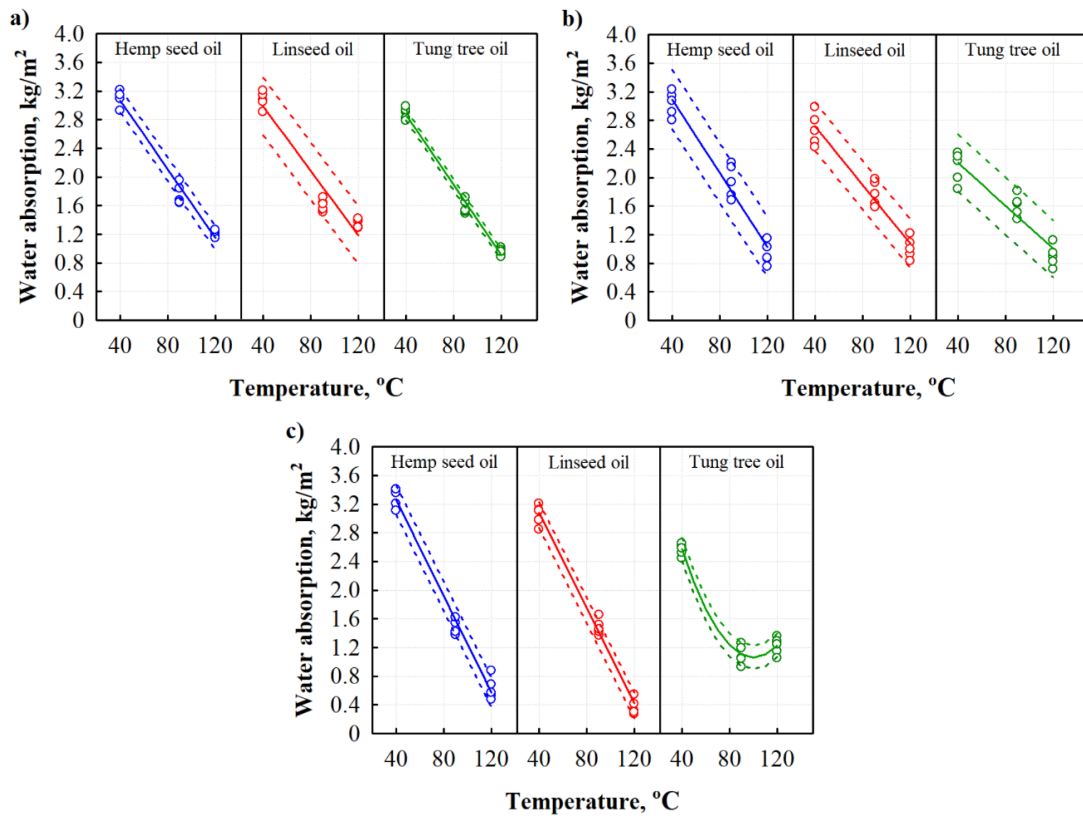 a)
Water absorption, kg/m²
4.0
3.6
3.2
2.8
2.4
2.0
1.6
1.2
0.8
0.4
0
Hemp seed oil
Linseed oil
Tung tree oil
40 80 120 40 80 120 40 80 120
Temperature, °C
b)
Water absorption, kg/m²
4.0
3.6
3.2
2.8
2.4
2.0
1.6
1.2
0.8
0.4
0
Hemp seed oil
Linseed oil
Tung tree oil
40 80 120 40 80 120 40 80 120
Temperature, °C
c)
Water absorption, kg/m²
4.0
3.6
3.2
2.8
2.4
2.0
1.6
1.2
0.8
0.4
0
Hemp seed oil
Linseed oil
Tung tree oil
40 80 120 40 80 120 40 80 120
Temperature, °C